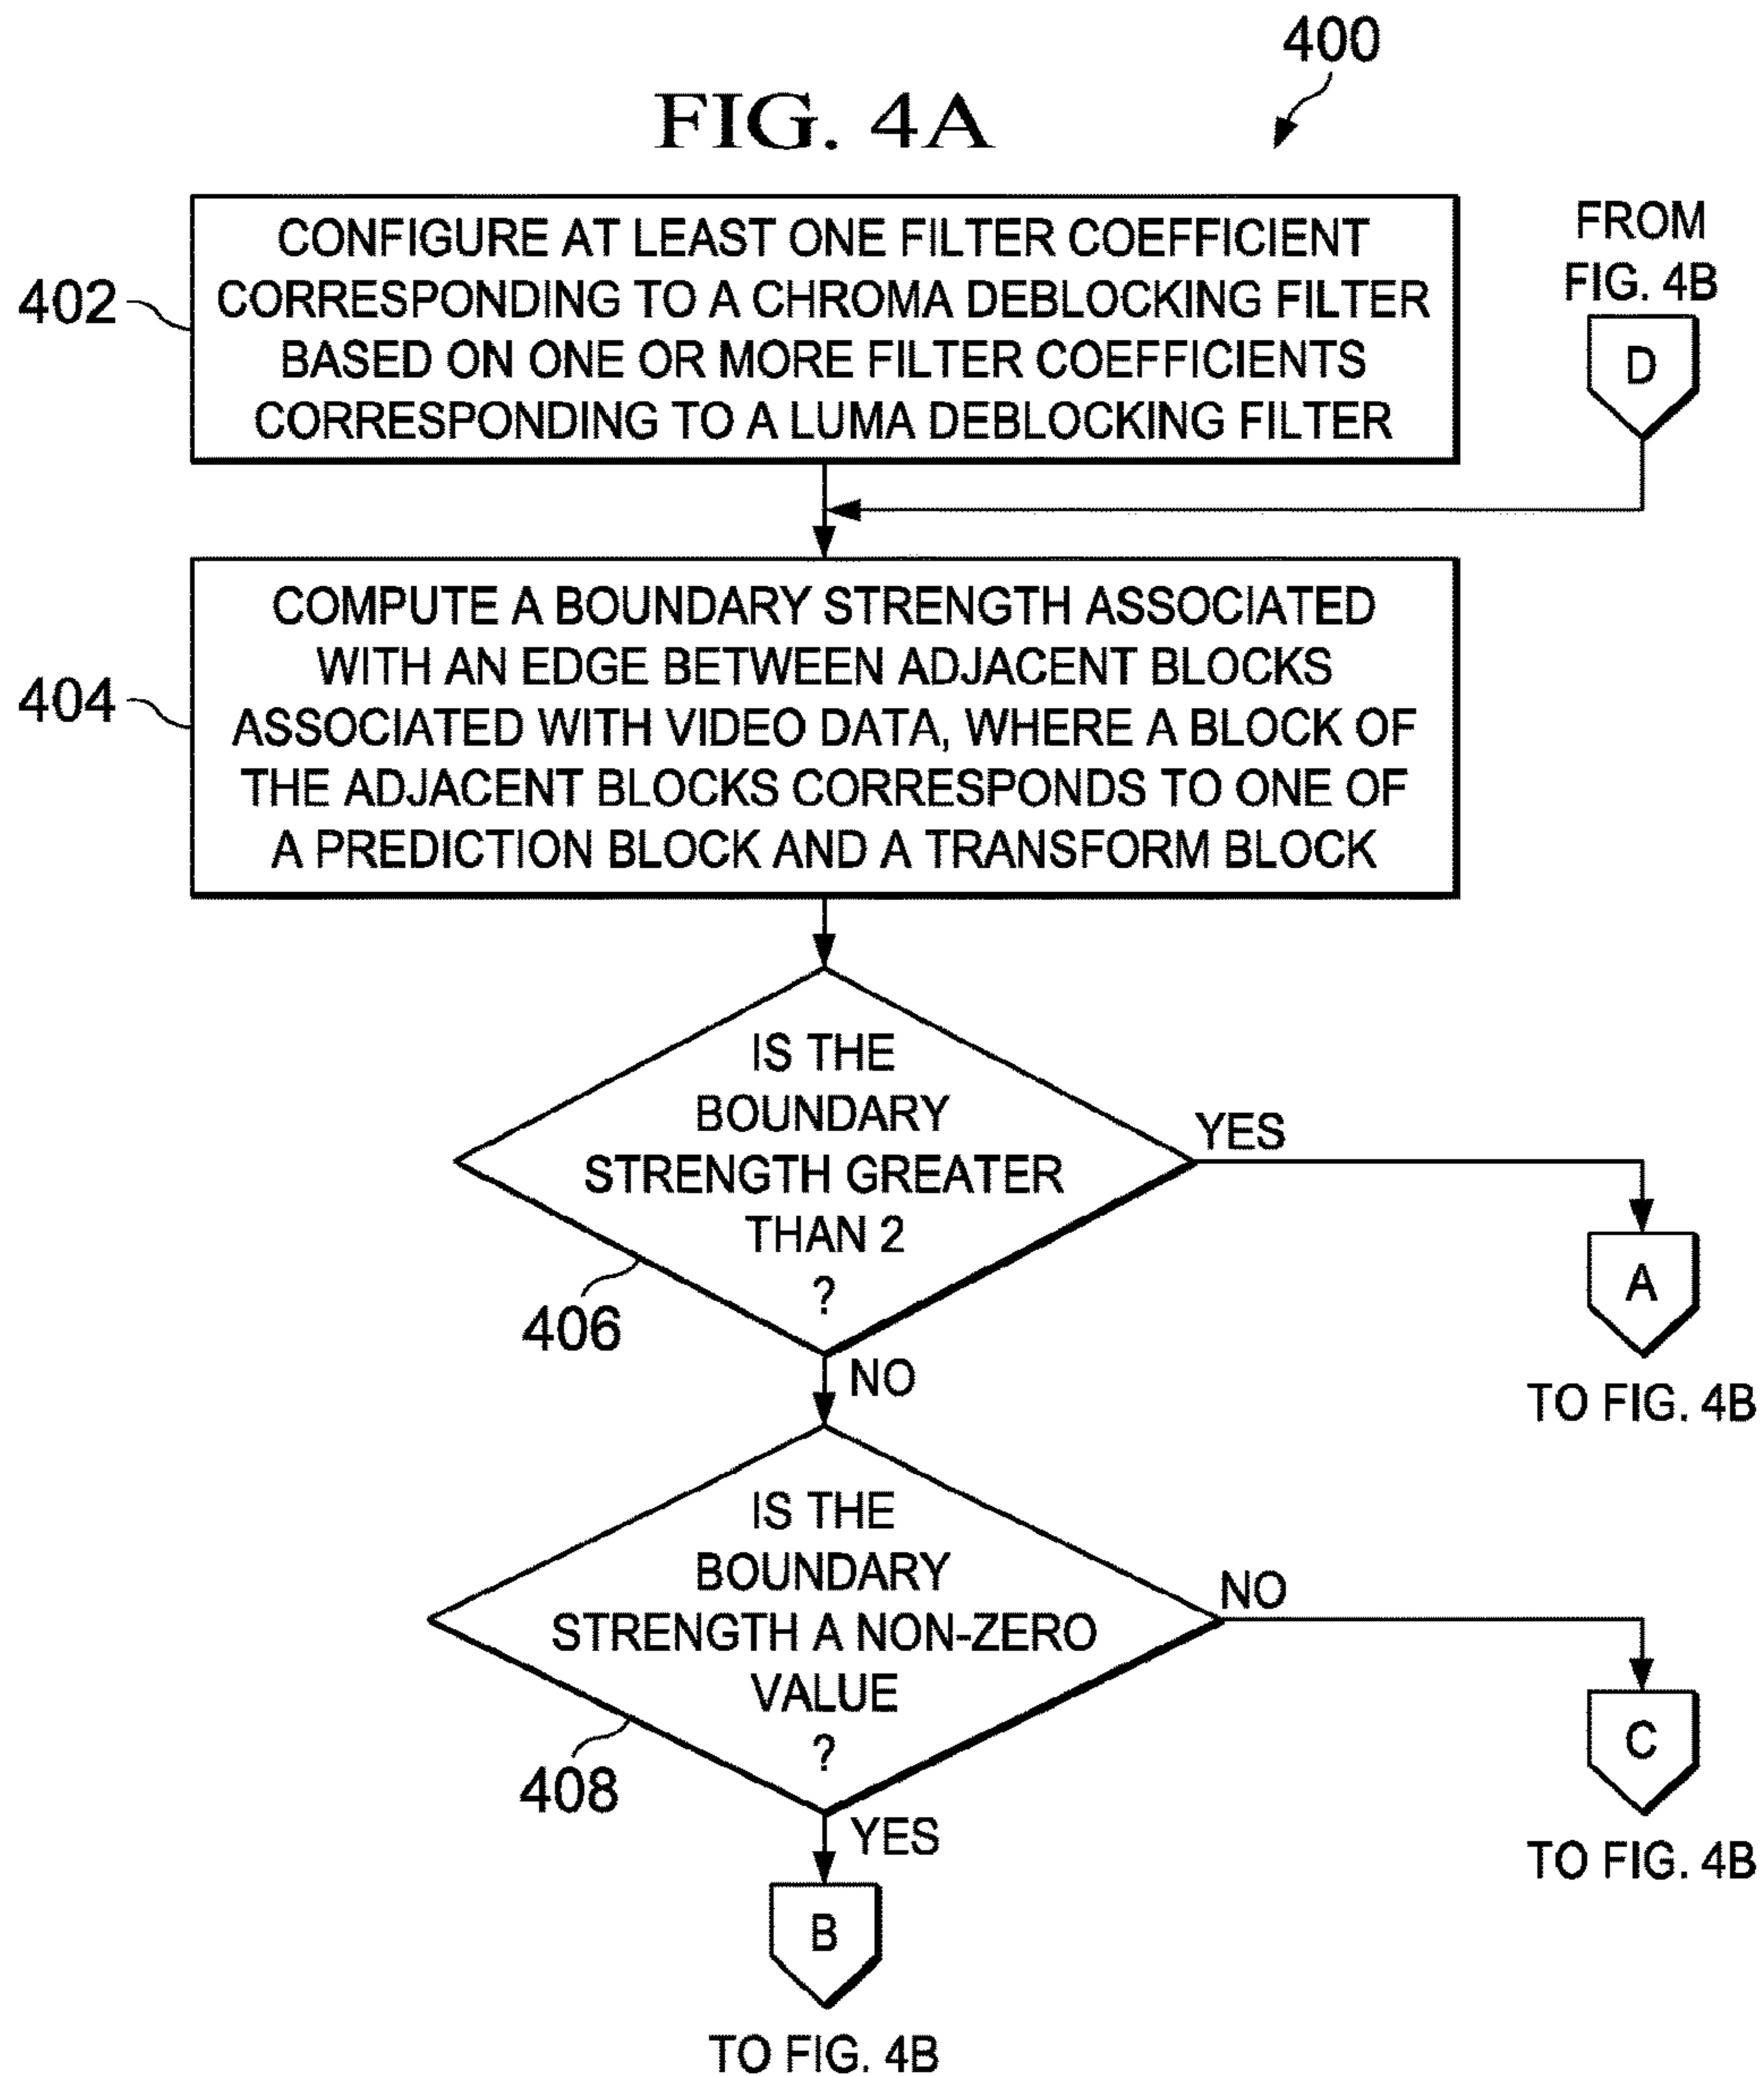 400
FIG. 4A
CONFIGURE AT LEAST ONE FILTER COEFFICIENT
CORRESPONDING TO A CHROMA DEBLOCKING FILTER
BASED ON ONE OR MORE FILTER COEFFICIENTS
CORRESPONDING TO A LUMA DEBLOCKING FILTER
402
FROM
FIG. 4B
D
COMPUTE A BOUNDARY STRENGTH ASSOCIATED
WITH AN EDGE BETWEEN ADJACENT BLOCKS
ASSOCIATED WITH VIDEO DATA, WHERE A BLOCK OF
THE ADJACENT BLOCKS CORRESPONDS TO ONE OF
A PREDICTION BLOCK AND A TRANSFORM BLOCK
404
IS THE
BOUNDARY
STRENGTH GREATER
THAN 2
?
406
YES
A
TO FIG. 4B
NO
IS THE
BOUNDARY
STRENGTH A NON-ZERO
VALUE
?
408
NO
C
TO FIG. 4B
YES
B
TO FIG. 4B